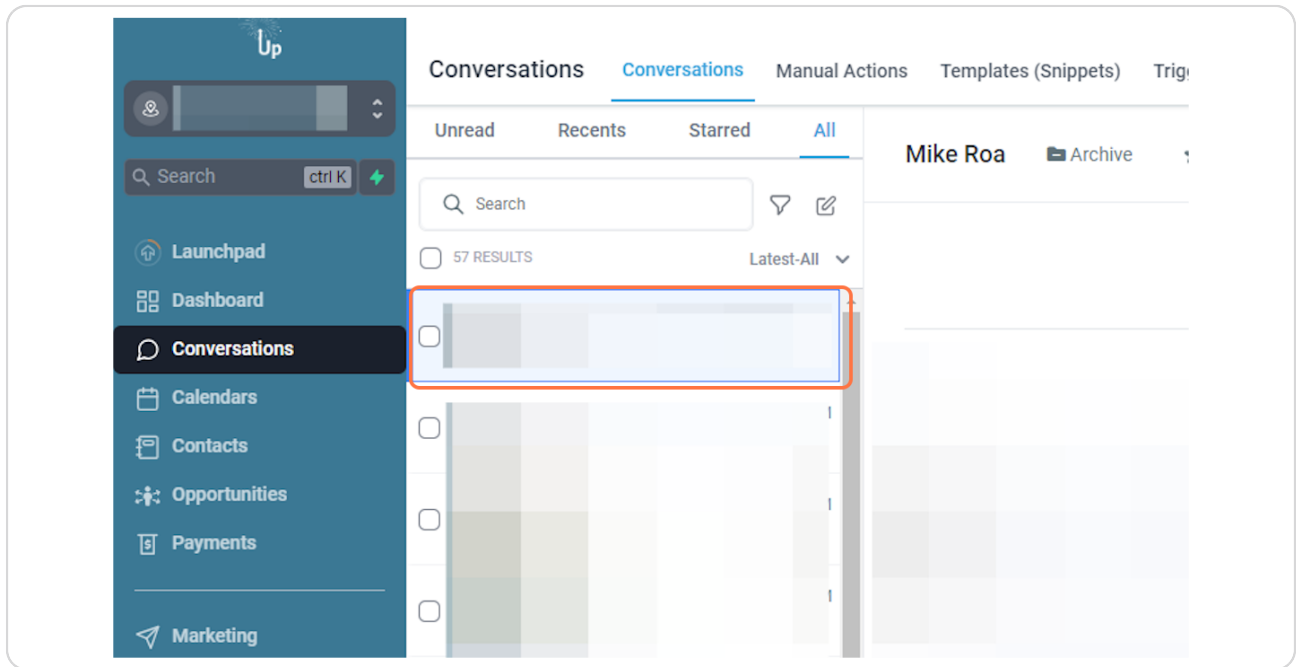 Up
Conversations
Conversations
Manual Actions
Templates (Snippets)
Unread
Recents
Starred
All
Mike Roa
Archive
Search
ctrl K
Search
57 RESULTS
Latest-All
Launchpad
Dashboard
Conversations
Calendars
Contacts
Opportunities
Payments
Marketing